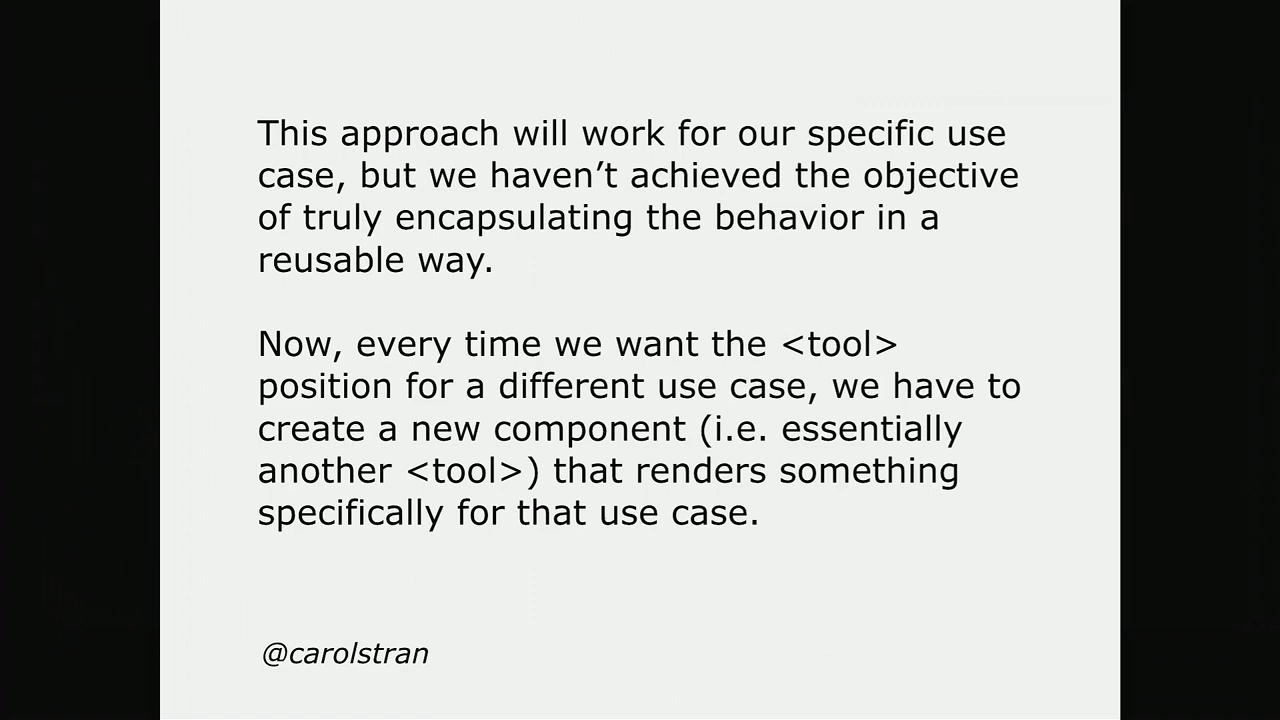 This approach will work for our specific use
case, but we haven’t achieved the objective
of truly encapsulating the behavior in a
reusable way.
Now, every time we want the <tool>
position for a different use case, we have to
create a new component (i.e. essentially
another <tool>) that renders something
specifically for that use case.
@carolstran